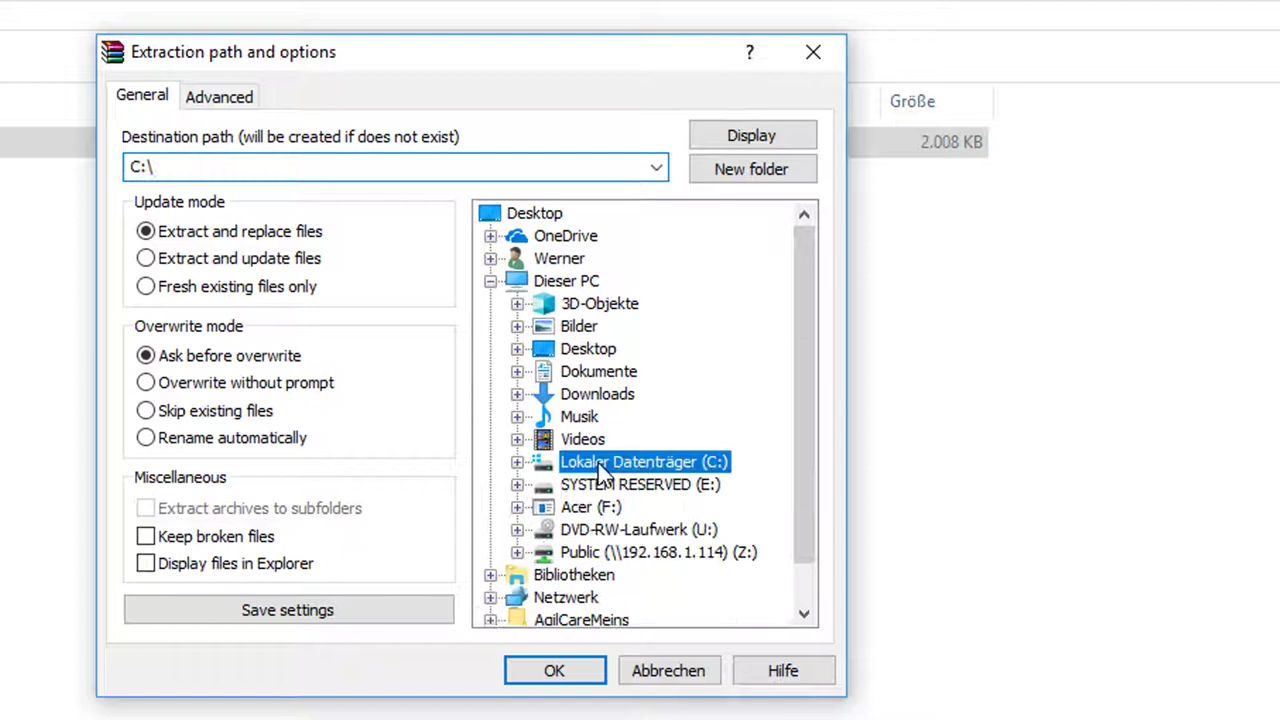 Extraction path and options
?
General
Advanced
Größe
Destination path (will be created if does not exist)
Display
2.008 KB
C:\
New folder
Update mode
Extract and replace files
Extract and update files
Fresh existing files only
Overwrite mode
Ask before overwrite
Overwrite without prompt
Skip existing files
Rename automatically
Miscellaneous
Extract archives to subfolders
Keep broken files
Display files in Explorer
Save settings
Desktop
OneDrive
Werner
Dieser PC
3D-Objekte
Bilder
Desktop
Dokumente
Downloads
Musik
Videos
Lokaler Datenträger (C:)
SYSTEM RESERVED (E:)
Acer (F:)
DVD-RW-Laufwerk (U:)
Public (\\192.168.1.114) (Z:)
Bibliotheken
Netzwerk
AgilCareMeins
OK
Abbrechen
Hilfe